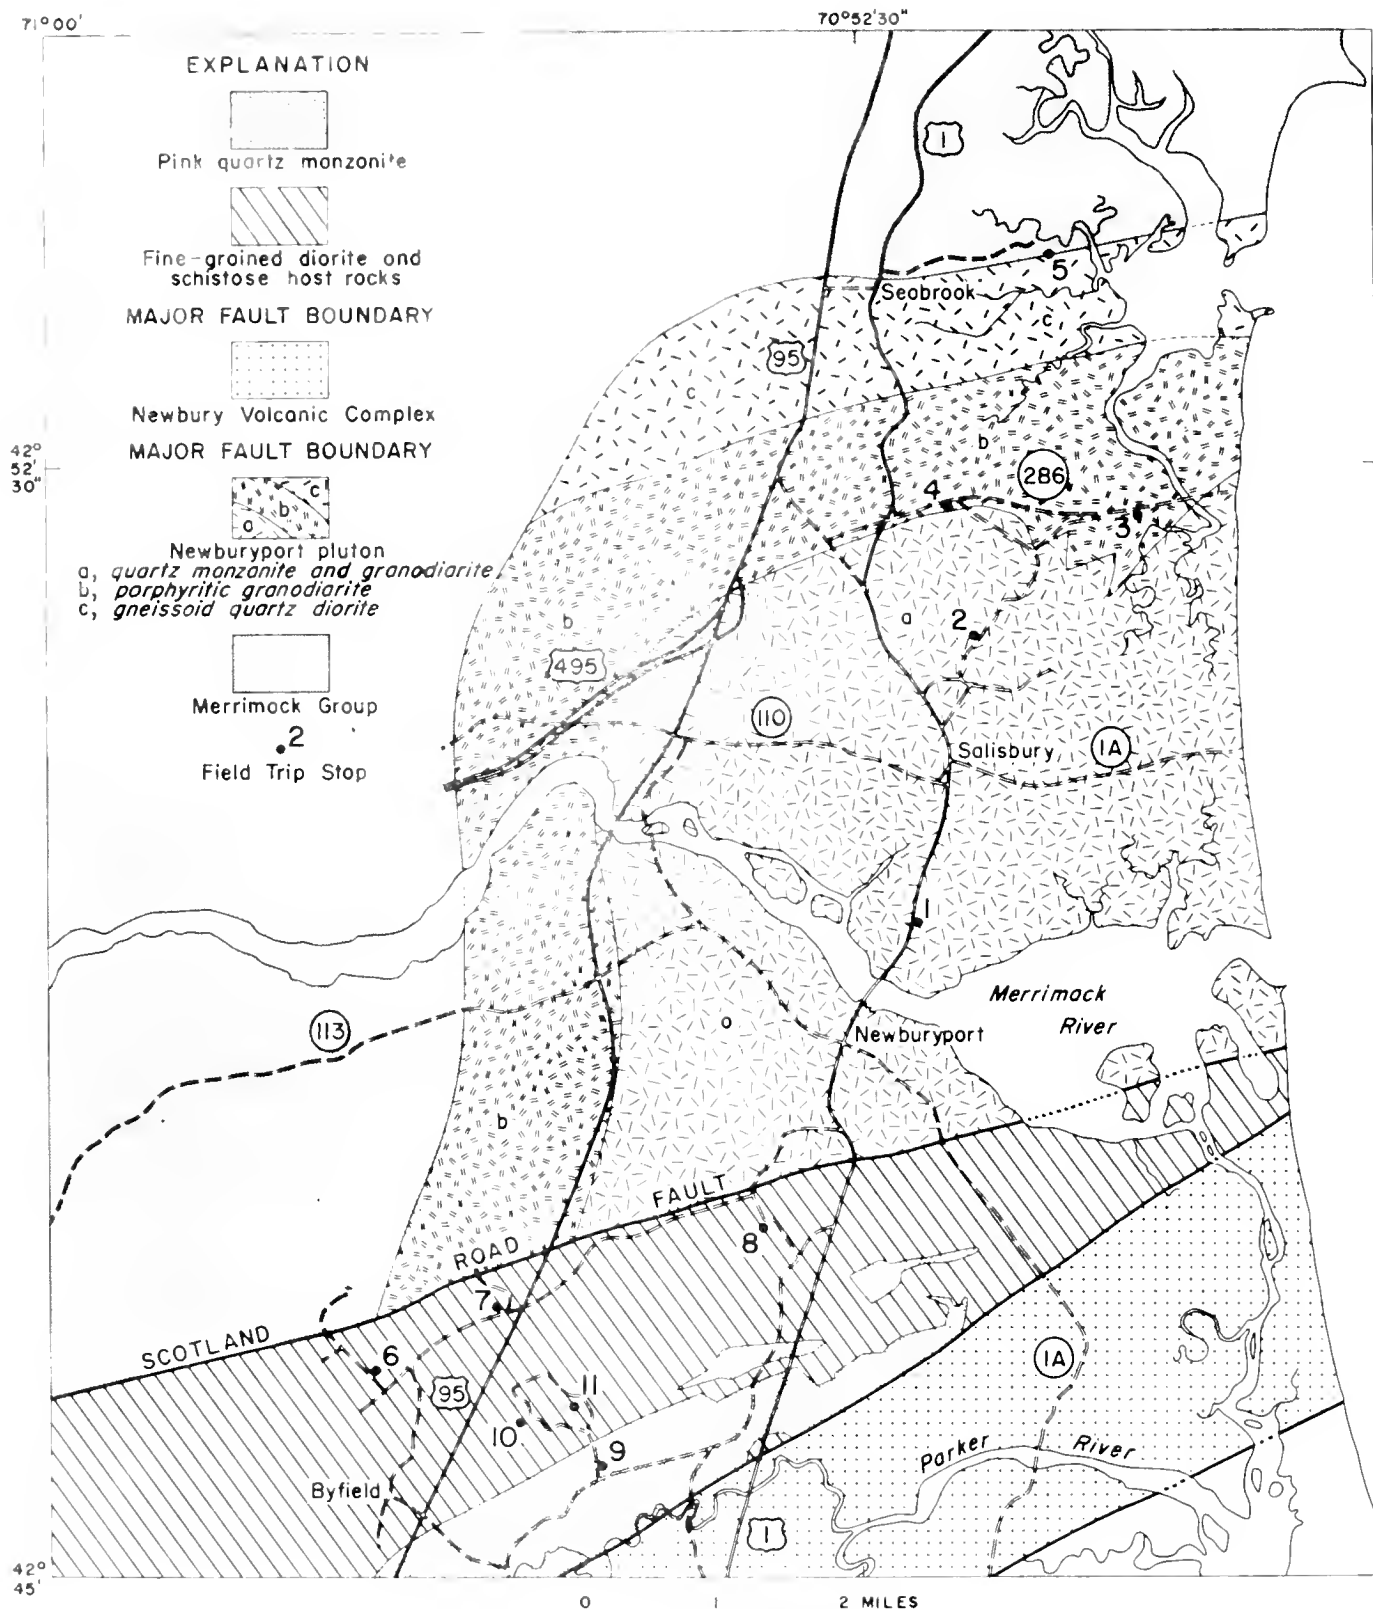 71°00'
70°52'30"
EXPLANATION
Pink quartz monzonite
Fine-grained diorite and
schistose host rocks
MAJOR FAULT BOUNDARY
Newbury Volcanic Complex
MAJOR FAULT BOUNDARY
a
b
c
Newburyport pluton
a, quartz monzonite and granodiarite
b, porphyritic granodiarite
c, gneissoid quartz diorite
Merrimack Group
2
Field Trip Stop
42°
52'
30"
1
5
Seabrook
c
95
c
b
286
4
3
b
a
2
495
110
Salisbury
1A
1
Merrimack
River
113
a
Newburyport
b
SCOTLAND ROAD FAULT
8
7
6
95
11
10
9
1A
Parker River
Byfield
1
42°
45'
0 1 2 MILES